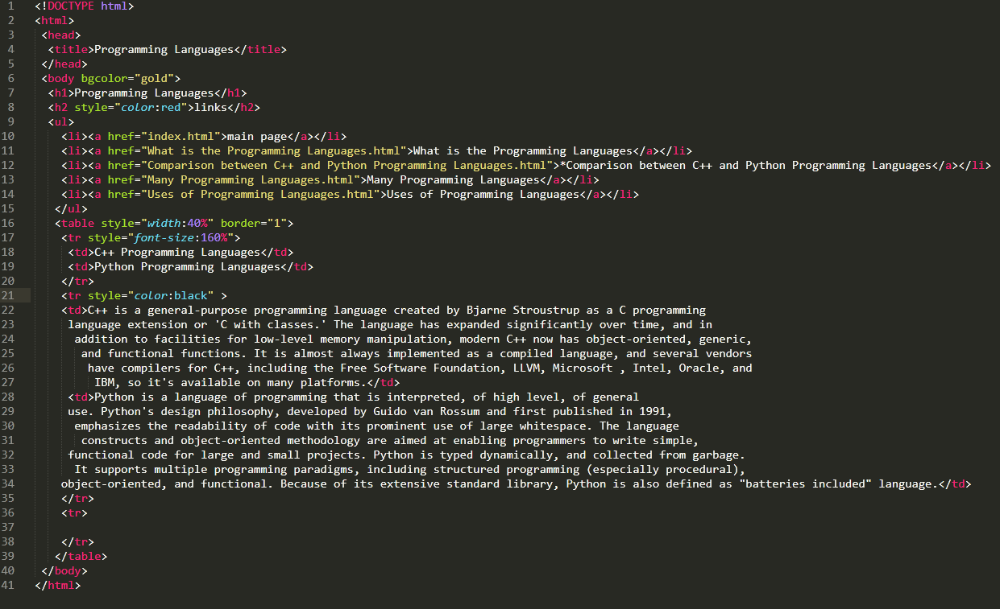 1 <!DOCTYPE html>
2 <html>
3 <head>
4 <title>Programming Languages</title>
5 </head>
6 <body bgcolor="gold">
7 <h1>Programming Languages</h1>
8 <h2 style="color:red">links</h2>
9 <ul>
10 <li><a href="index.html">main page</a></li>
11 <li><a href="What is the Programming Languages.html">What is the Programming Languages</a></li>
12 <li><a href="Comparison between C++ and Python Programming Languages.html">*Comparison between C++ and Python Programming Languages</a></li>
13 <li><a href="Many Programming Languages.html">Many Programming Languages</a></li>
14 <li><a href="Uses of Programming Languages.html">Uses of Programming Languages</a></li>
15 </ul>
16 <table style="width:40%" border="1">
17 <tr style="font-size:160%">
18 <td>C++ Programming Languages</td>
19 <td>Python Programming Languages</td>
20 </tr>
21 <tr style="color:black" >
22 <td>C++ is a general-purpose programming language created by Bjarne Stroustrup as a C programming
23 language extension or 'C with classes.' The language has expanded significantly over time, and in
24 addition to facilities for low-level memory manipulation, modern C++ now has object-oriented, generic,
25 and functional functions. It is almost always implemented as a compiled language, and several vendors
26 have compilers for C++, including the Free Software Foundation, LLVM, Microsoft , Intel, Oracle, and
27 IBM, so it's available on many platforms.</td>
28 <td>Python is a language of programming that is interpreted, of high level, of general
29 use. Python's design philosophy, developed by Guido van Rossum and first published in 1991,
30 emphasizes the readability of code with its prominent use of large whitespace. The language
31 constructs and object-oriented methodology are aimed at enabling programmers to write simple,
32 functional code for large and small projects. Python is typed dynamically, and collected from garbage.
33 It supports multiple programming paradigms, including structured programming (especially procedural),
34 object-oriented, and functional. Because of its extensive standard library, Python is also defined as "batteries included" language.</td>
35 </tr>
36 <tr>
37
38 </tr>
39 </table>
40 </body>
41 </html>